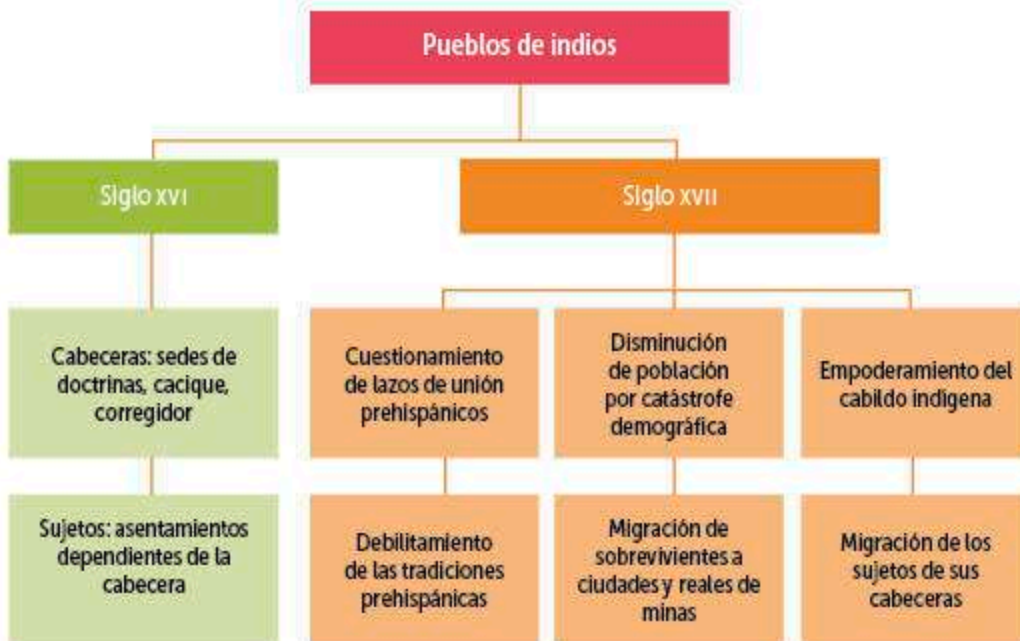 Pueblos de indios
Siglo XVI
Siglo XVII
Cabeceras: sedes de
doctrinas, cacique,
corregidor
Cuestionamiento
de lazos de unión
prehispánicos
Disminución
de población
por catástrofe
demográfica
Empoderamiento del
cabildo indígena
Sujetos: asentamientos
dependientes de la
cabecera
Debilitamiento
de las tradiciones
prehispánicas
Migración de
sobrevivientes a
ciudades y reales de
minas
Migración de los
sujetos de sus
cabeceras